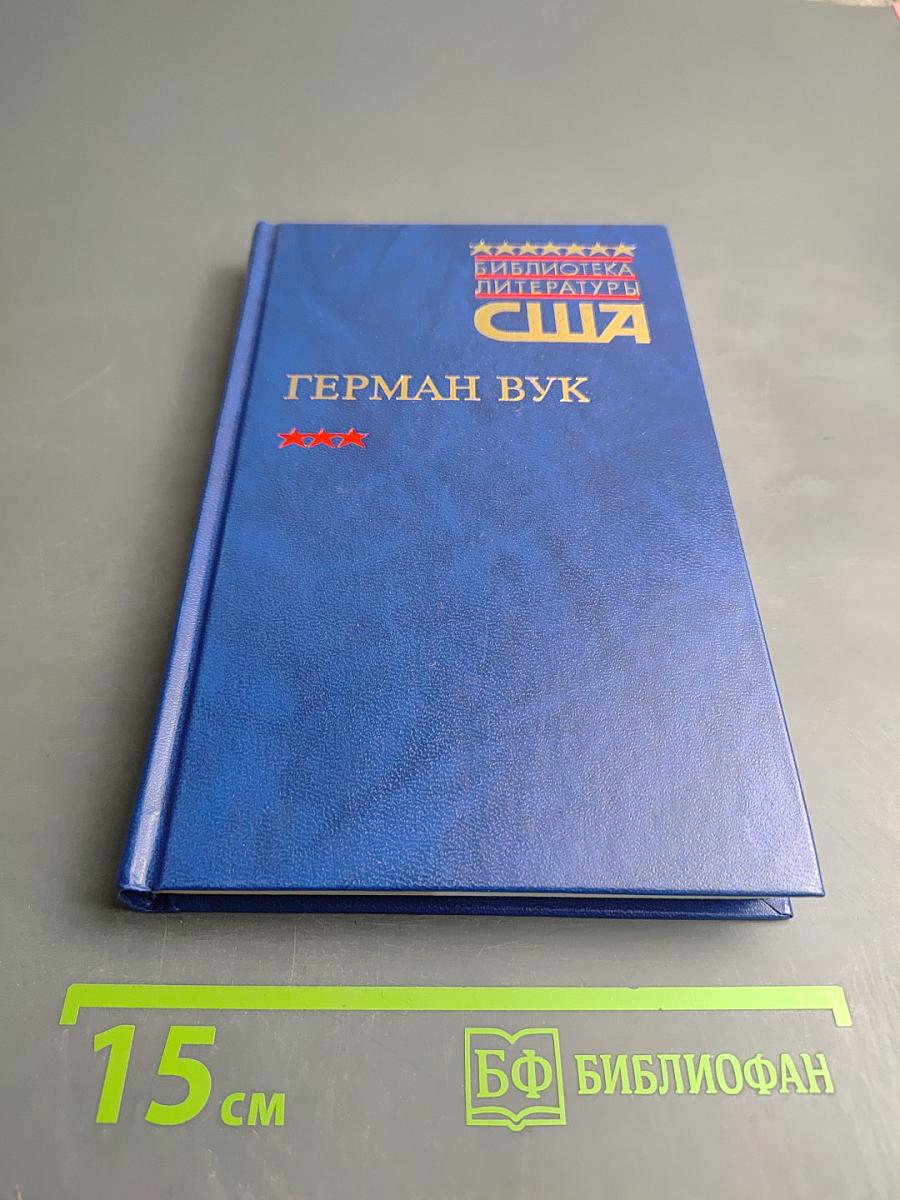 БИБЛИОТЕКА
ЛИТЕРАТУРЫ
США
ГЕРМАН ВУК
15 см
БФ БИБЛИОФАН